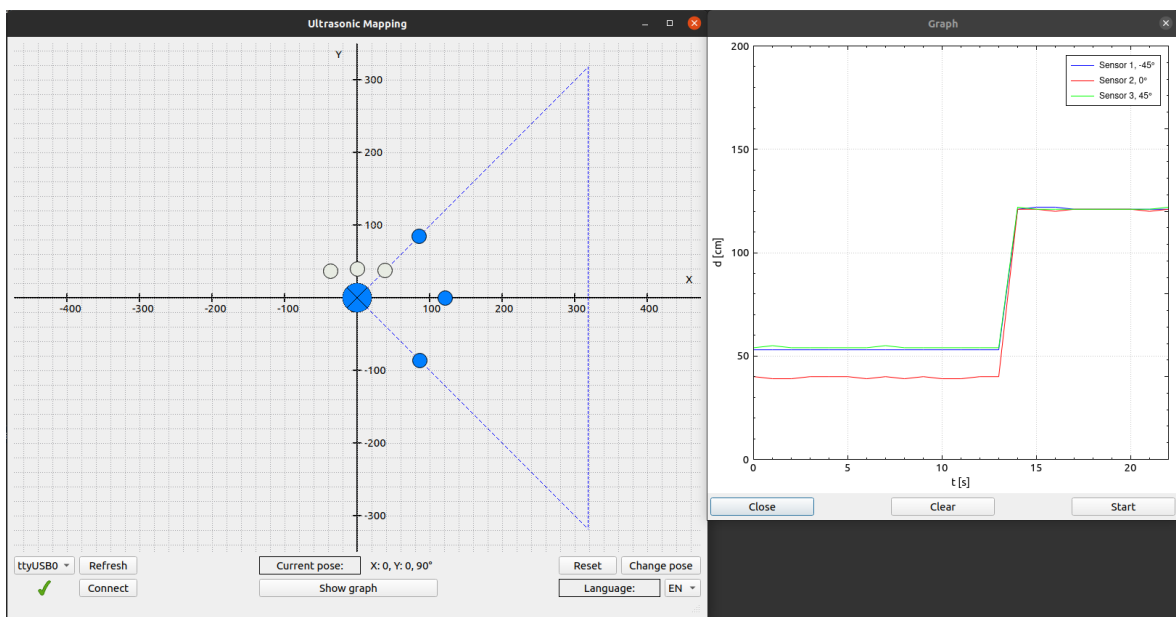 Ultrasonic Mapping
Y
300
200
100
X
-400
-300
-200
-100
100
200
300
400
-100
-200
-300
ttyUSB0
Refresh
Current pose:
X: 0, Y: 0, 90°
Reset
Change pose
Connect
Show graph
Language:
EN
Graph
200
150
100
50
0
d [cm]
Sensor 1, -45°
Sensor 2, 0°
Sensor 3, 45°
0
5
10
15
20
t [s]
Close
Clear
Start